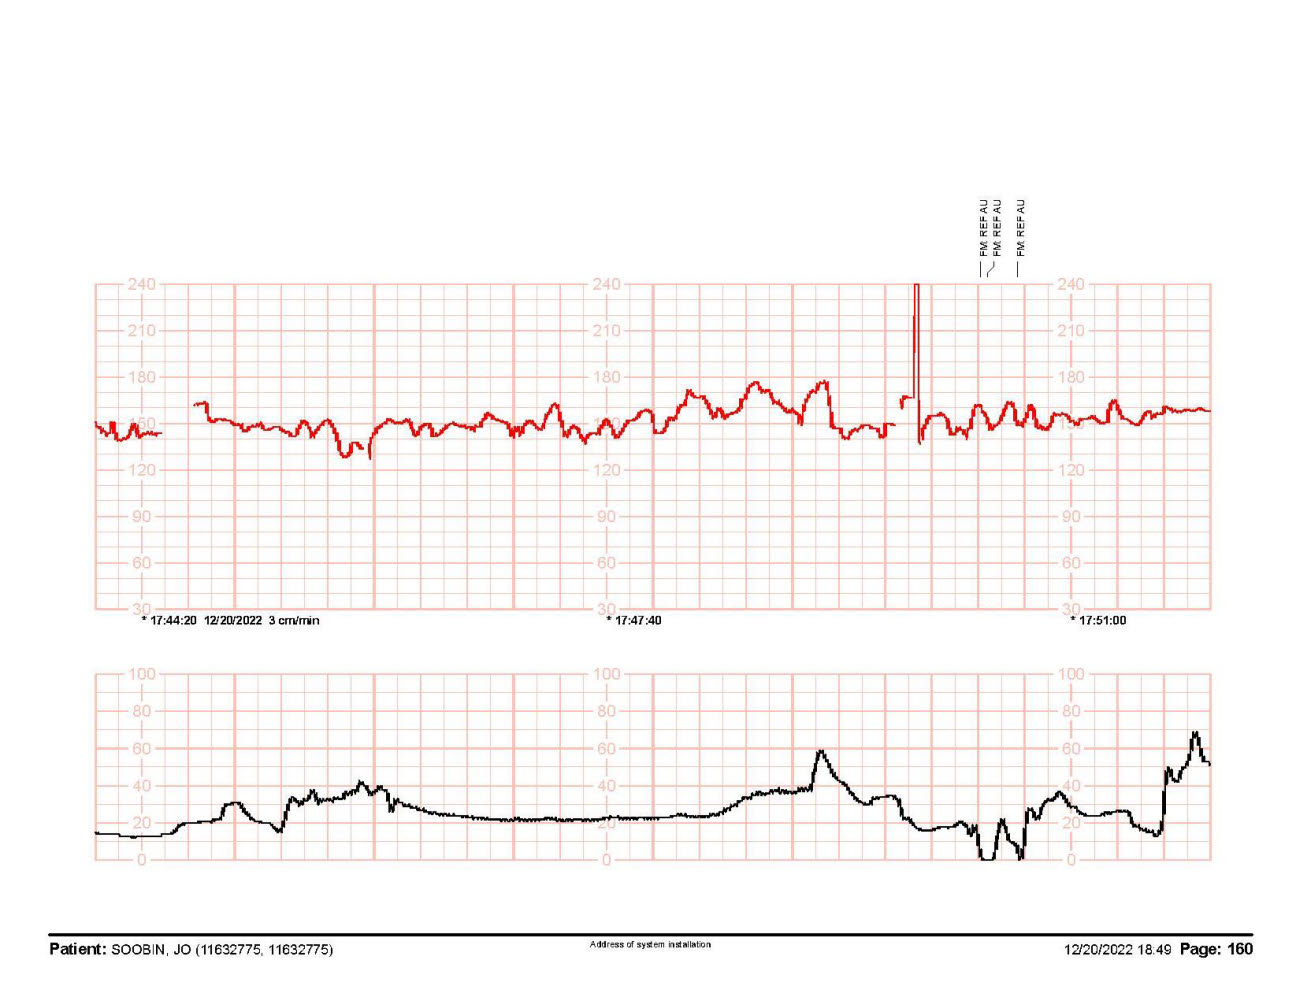 FM: REF AU
FM: REF AU
FM: REF AU
240 240 240
210 210 210
180 180 180
150 150 150
120 120 120
90 90 90
60 60 60
30 30 30
* 17:44:20 12/20/2022 3 cm/min * 17:47:40 * 17:51:00
100 100 100
80 80 80
60 60 60
40 40 40
20 20 20
0 0 0
Patient: SOOBIN, JO (11632775, 11632775) Address of system installation 12/20/2022 18:49 Page: 160